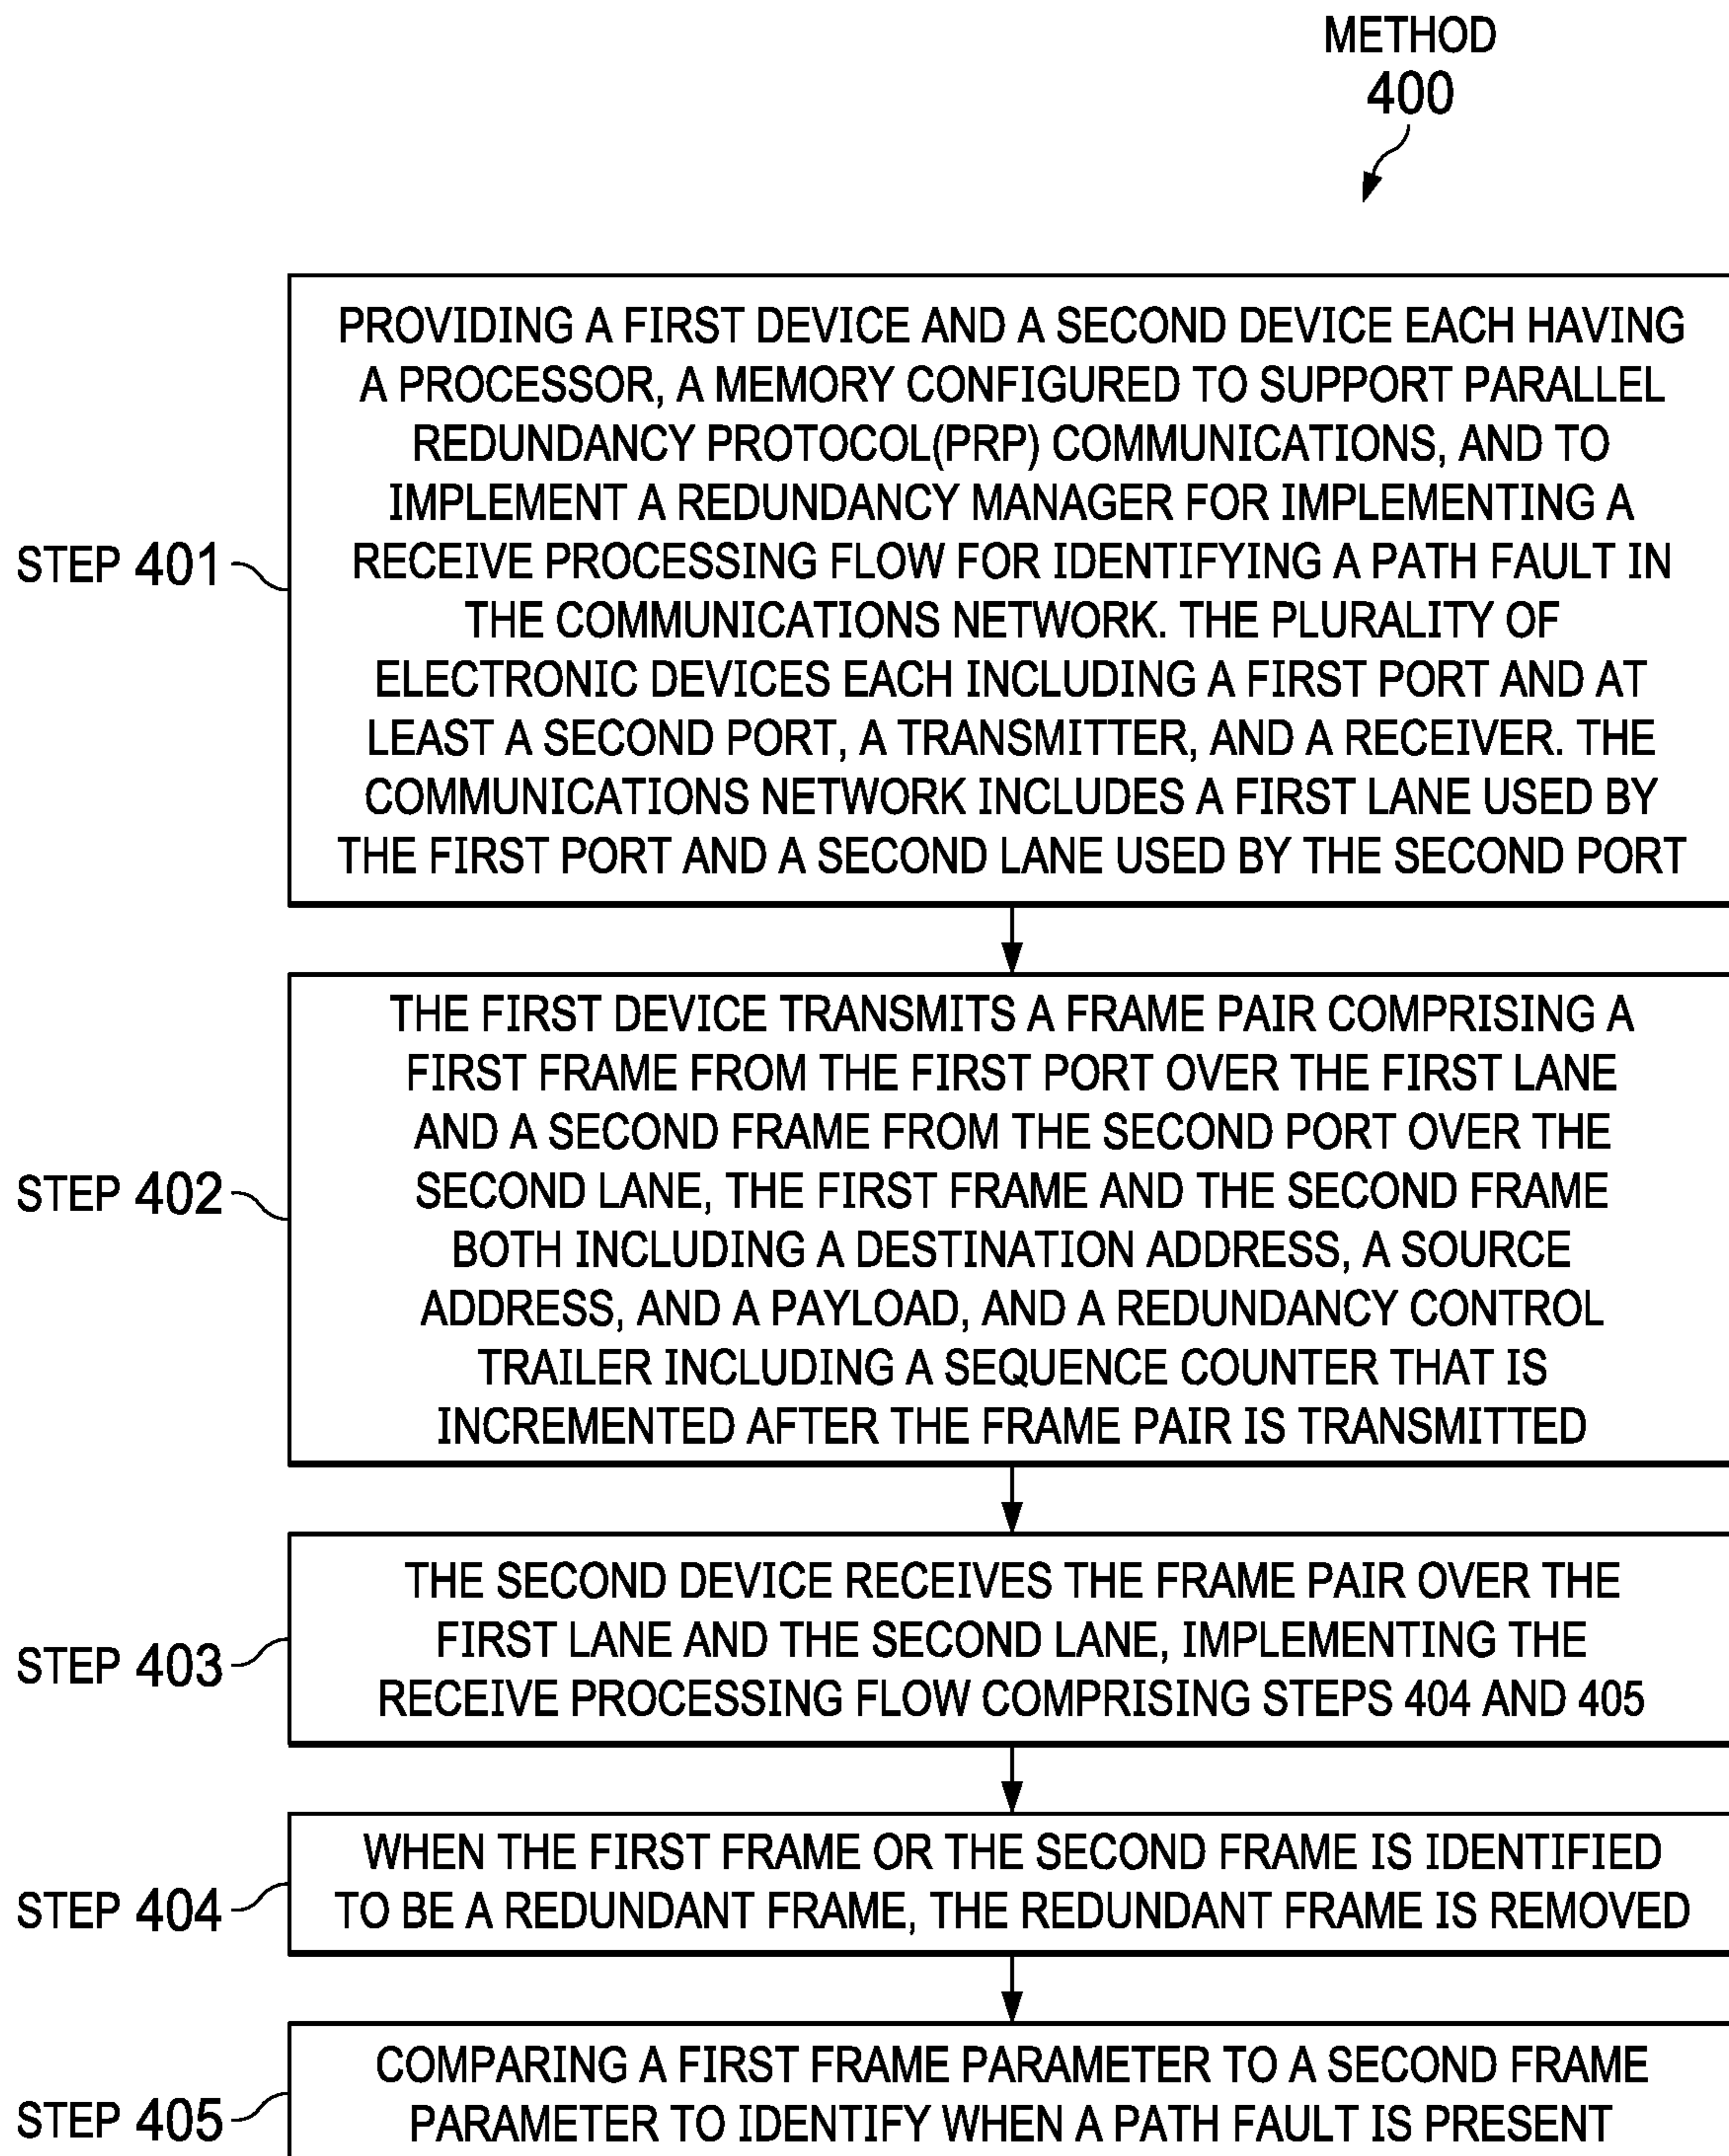 METHOD
400
PROVIDING A FIRST DEVICE AND A SECOND DEVICE EACH HAVING
A PROCESSOR, A MEMORY CONFIGURED TO SUPPORT PARALLEL
REDUNDANCY PROTOCOL(PRP) COMMUNICATIONS, AND TO
IMPLEMENT A REDUNDANCY MANAGER FOR IMPLEMENTING A
STEP 401
RECEIVE PROCESSING FLOW FOR IDENTIFYING A PATH FAULT IN
THE COMMUNICATIONS NETWORK. THE PLURALITY OF
ELECTRONIC DEVICES EACH INCLUDING A FIRST PORT AND AT
LEAST A SECOND PORT, A TRANSMITTER, AND A RECEIVER. THE
COMMUNICATIONS NETWORK INCLUDES A FIRST LANE USED BY
THE FIRST PORT AND A SECOND LANE USED BY THE SECOND PORT
THE FIRST DEVICE TRANSMITS A FRAME PAIR COMPRISING A
FIRST FRAME FROM THE FIRST PORT OVER THE FIRST LANE
AND A SECOND FRAME FROM THE SECOND PORT OVER THE
STEP 402
SECOND LANE, THE FIRST FRAME AND THE SECOND FRAME
BOTH INCLUDING A DESTINATION ADDRESS, A SOURCE
ADDRESS, AND A PAYLOAD, AND A REDUNDANCY CONTROL
TRAILER INCLUDING A SEQUENCE COUNTER THAT IS
INCREMENTED AFTER THE FRAME PAIR IS TRANSMITTED
THE SECOND DEVICE RECEIVES THE FRAME PAIR OVER THE
FIRST LANE AND THE SECOND LANE, IMPLEMENTING THE
STEP 403
RECEIVE PROCESSING FLOW COMPRISING STEPS 404 AND 405
WHEN THE FIRST FRAME OR THE SECOND FRAME IS IDENTIFIED
STEP 404
TO BE A REDUNDANT FRAME, THE REDUNDANT FRAME IS REMOVED
COMPARING A FIRST FRAME PARAMETER TO A SECOND FRAME
STEP 405
PARAMETER TO IDENTIFY WHEN A PATH FAULT IS PRESENT